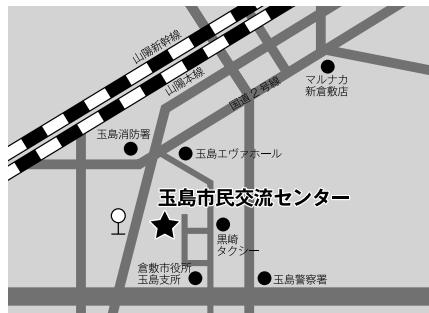 山陽新幹線
山陽本線
国道2号線
マルナカ
新倉敷店
玉島消防署
玉島エヴァホール
玉島市民交流センター
黒崎
タクシー
倉敷市役所
玉島支所
玉島警察署